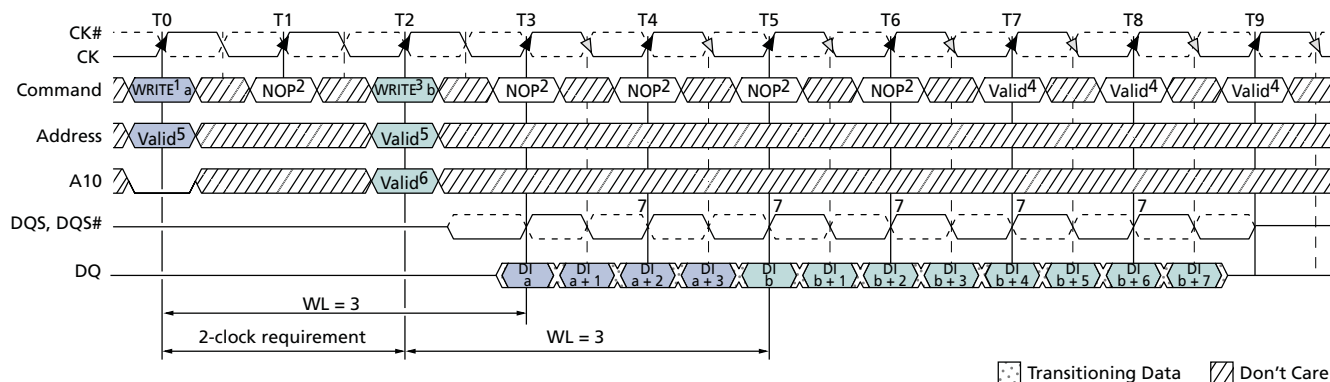 T0 T1 T2 T3 T4 T5 T6 T7 T8 T9
CK#
CK
Command WRITE1 a NOP2 WRITE3 b NOP2 NOP2 NOP2 NOP2 Valid4 Valid4 Valid4
Address Valid5 Valid5
A10 Valid6
7 7 7 7 7
DQS, DQS#
DQ DI a DI a + 1 DI a + 2 DI a + 3 DI b DI b + 1 DI b + 2 DI b + 3 DI b + 4 DI b + 5 DI b + 6 DI b + 7
WL = 3
2-clock requirement WL = 3
Transitioning Data Don't Care